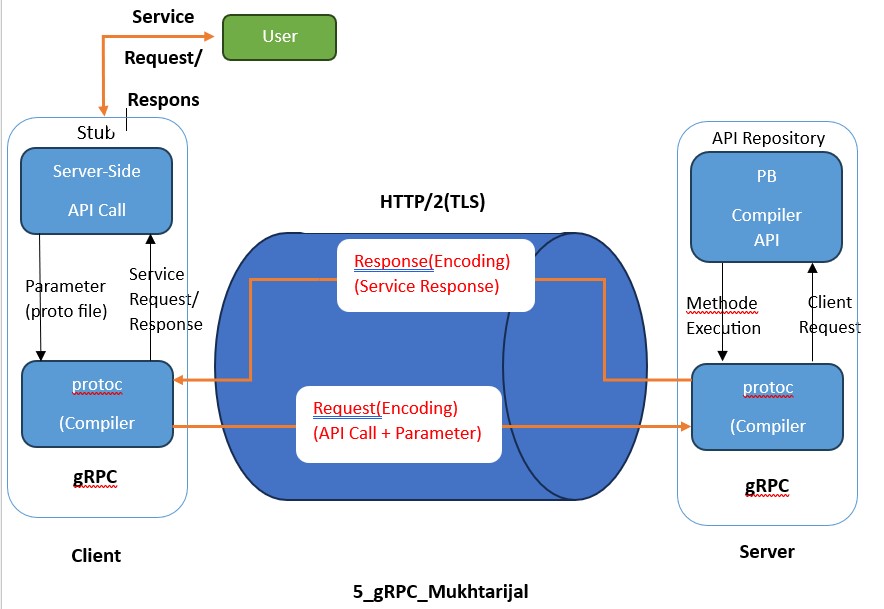 Service
Request/
Respons
User
Stub
Server-Side
API Call
Parameter
(proto file)
Service
Request/
Response
protoc
(Compiler
gRPC
Client
HTTP/2(TLS)
Response(Encoding)
(Service Response)
Request(Encoding)
(API Call + Parameter)
API Repository
PB
Compiler
API
Methode
Execution
Client
Request
protoc
(Compiler
gRPC
Server
5_gRPC_Mukhtarijal